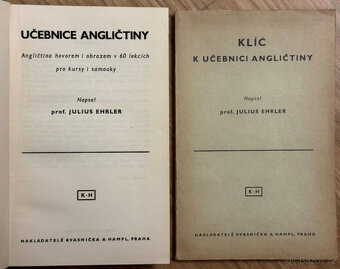 UČEBNICE ANGLIČTINY
Angličtina hovorem i obrazem v 60 lekcích
pro kursy i samouky
Napsal
prof. JULIUS EHRLER
K-H
NAKLADATELÉ KVASNIČKA A HAMPL, PRAHA
KLÍČ
K UČEBNICI ANGLIČTINY
Napsal
prof. JULIUS EHRLER
K-H
NAKLADATELÉ KVASNIČKA A HAMPL, PRAHA